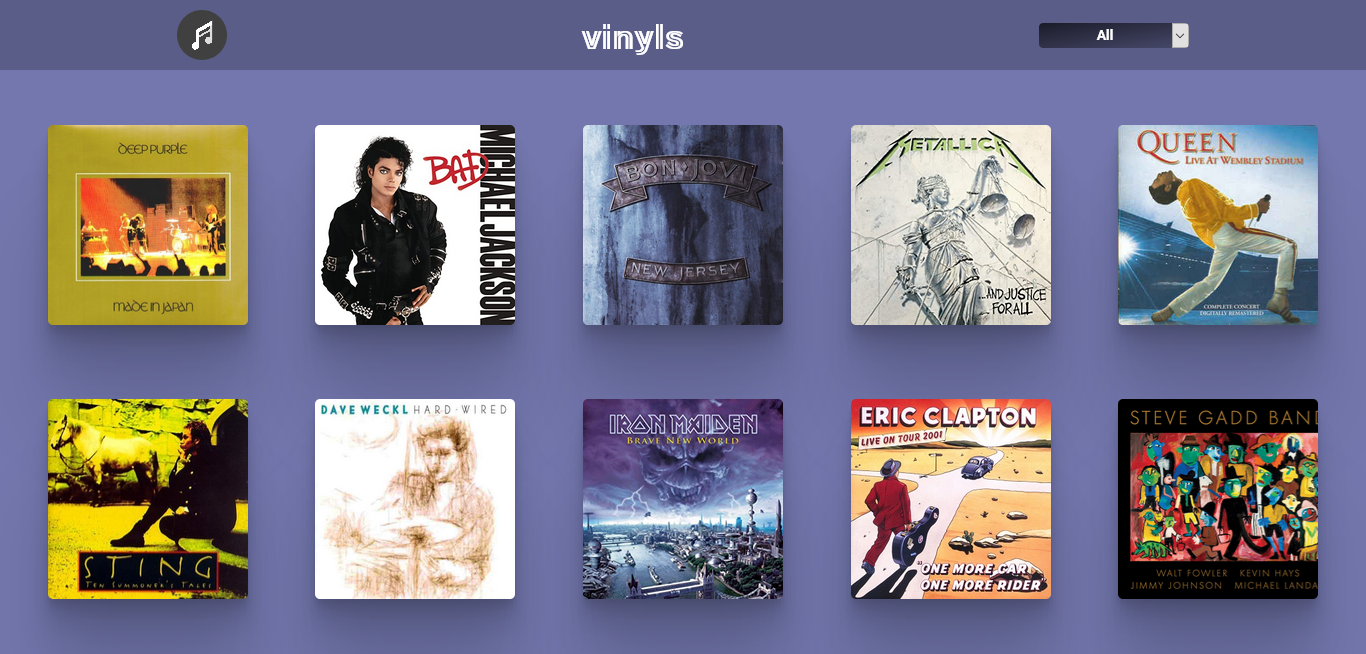 vinyls
All
DEEP PURPLE
MADE IN JAPAN
BAD
MICHAEL JACKSON
BON JOVI
NEW JERSEY
METALLICA
...AND JUSTICE
FOR ALL
QUEEN
LIVE AT WEMBLEY STADIUM
COMPLETE CONCERT
DIGITALLY REMASTERED
STING
TEN SUMMONER'S TALES
DAVE WECKL HARD-WIRED
IRON MAIDEN
BRAVE NEW WORLD
ERIC CLAPTON
LIVE ON TOUR 2001
"ONE MORE CAR
ONE MORE RIDER
STEVE GADD BAND
WALT FOWLER KEVIN HAYS
JIMMY JOHNSON MICHAEL LANDA